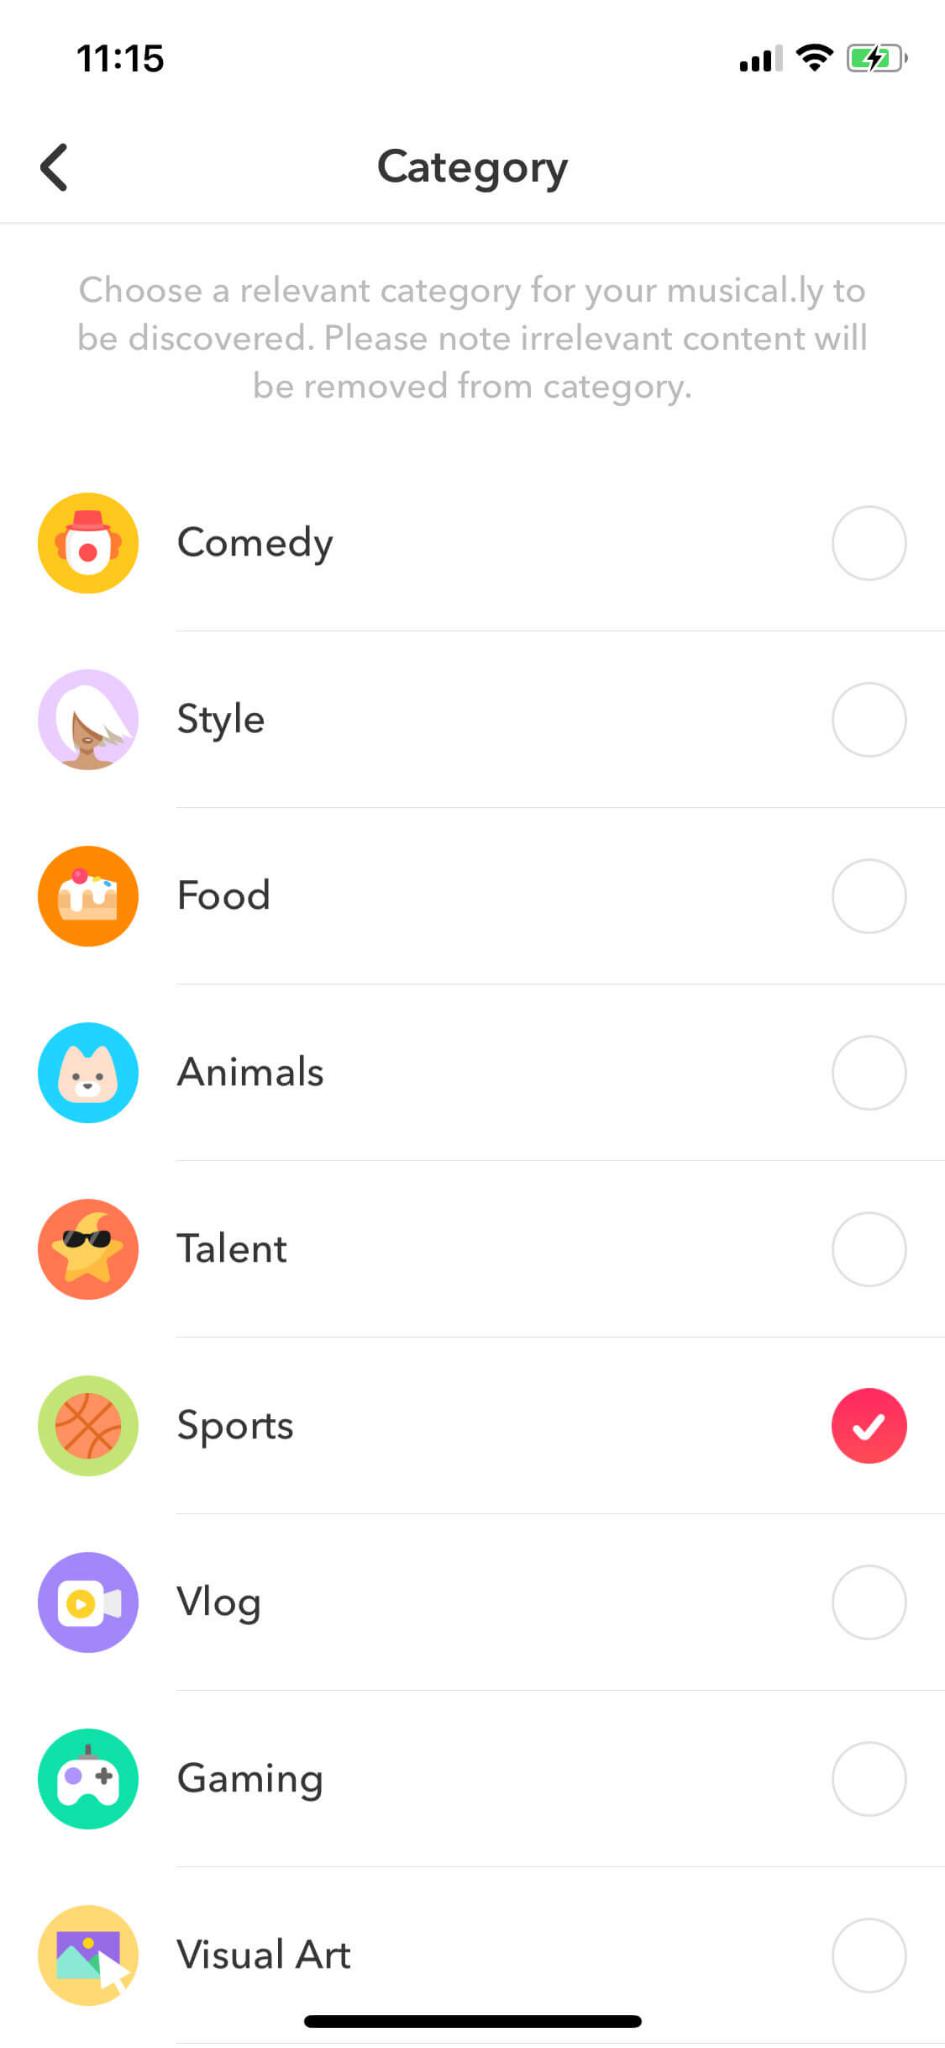 11:15
Category
Choose a relevant category for your musical.ly to
be discovered. Please note irrelevant content will
be removed from category.
Comedy
Style
Food
Animals
Talent
Sports
Vlog
Gaming
Visual Art